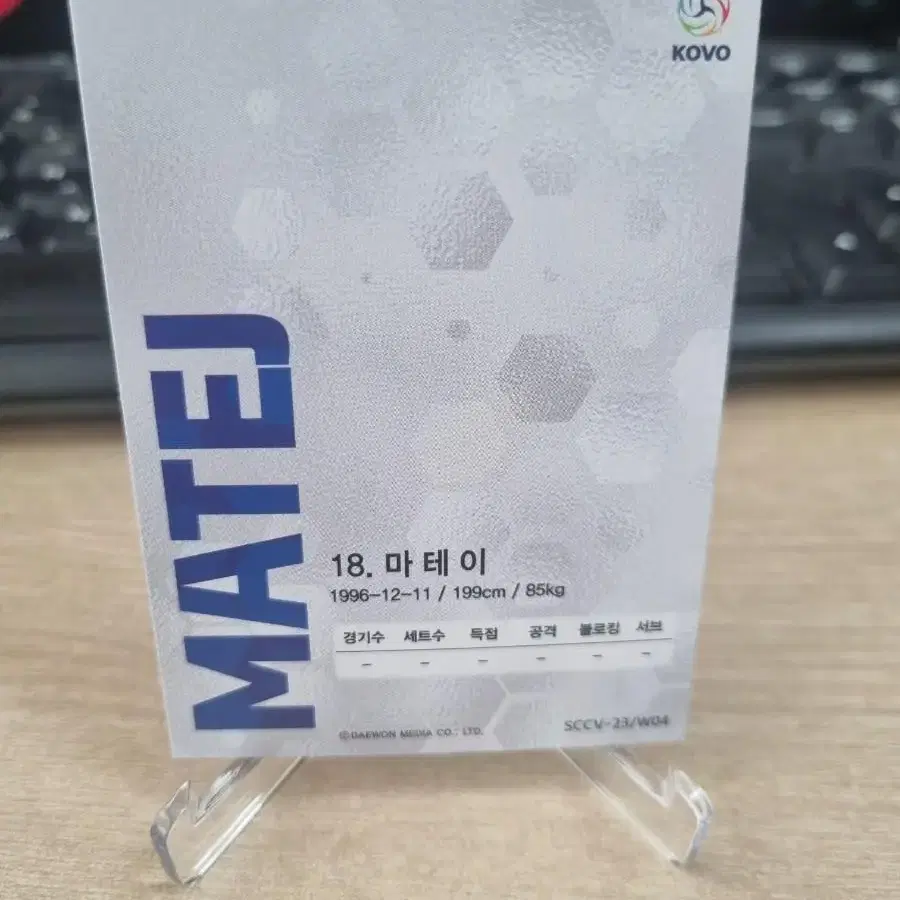 KOVO
MATEJ
18. 마테이
1996-12-11 / 199cm / 85kg
경기수 세트수 득점 공격 블로킹 서브
– – – – – –
©DAEWON MEDIA CO., LTD. SCCV-23/W04